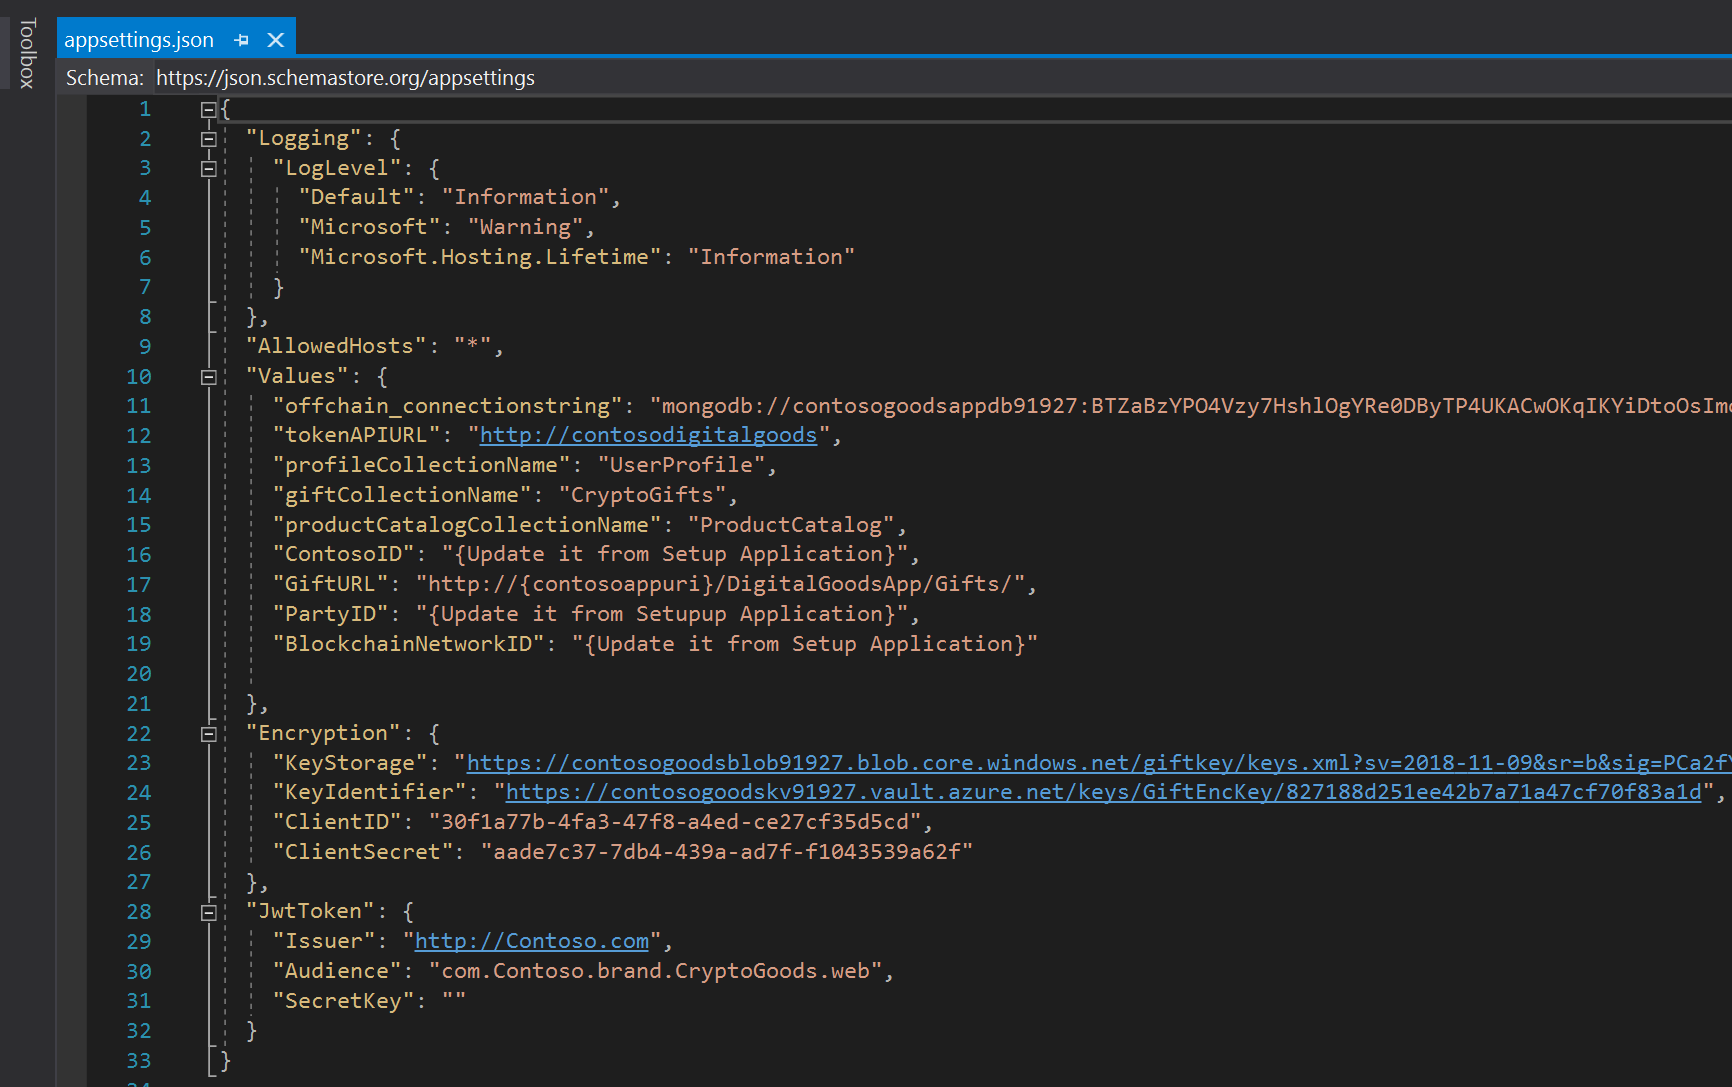 Toolbox
appsettings.json
Schema: https://json.schemastore.org/appsettings
1 {
2 "Logging": {
3 "LogLevel": {
4 "Default": "Information",
5 "Microsoft": "Warning",
6 "Microsoft.Hosting.Lifetime": "Information"
7 }
8 },
9 "AllowedHosts": "*",
10 "Values": {
11 "offchain_connectionstring": "mongodb://contosogoodsappdb91927:BTZaBzYPO4Vzy7HshlOgYRe0DByTP4UKACwOKqIKYiDtoOsImo
12 "tokenAPIURL": "http://contosodigitalgoods",
13 "profileCollectionName": "UserProfile",
14 "giftCollectionName": "CryptoGifts",
15 "productCatalogCollectionName": "ProductCatalog",
16 "ContosoID": "{Update it from Setup Application}",
17 "GiftURL": "http://{contosoappuri}/DigitalGoodsApp/Gifts/",
18 "PartyID": "{Update it from Setupup Application}",
19 "BlockchainNetworkID": "{Update it from Setup Application}"
20
21 },
22 "Encryption": {
23 "KeyStorage": "https://contosogoodsblob91927.blob.core.windows.net/giftkey/keys.xml?sv=2018-11-09&sr=b&sig=PCa2fY
24 "KeyIdentifier": "https://contosogoodskv91927.vault.azure.net/keys/GiftEncKey/827188d251ee42b7a71a47cf70f83a1d",
25 "ClientID": "30f1a77b-4fa3-47f8-a4ed-ce27cf35d5cd",
26 "ClientSecret": "aade7c37-7db4-439a-ad7f-f1043539a62f"
27 },
28 "JwtToken": {
29 "Issuer": "http://Contoso.com",
30 "Audience": "com.Contoso.brand.CryptoGoods.web",
31 "SecretKey": ""
32 }
33 }